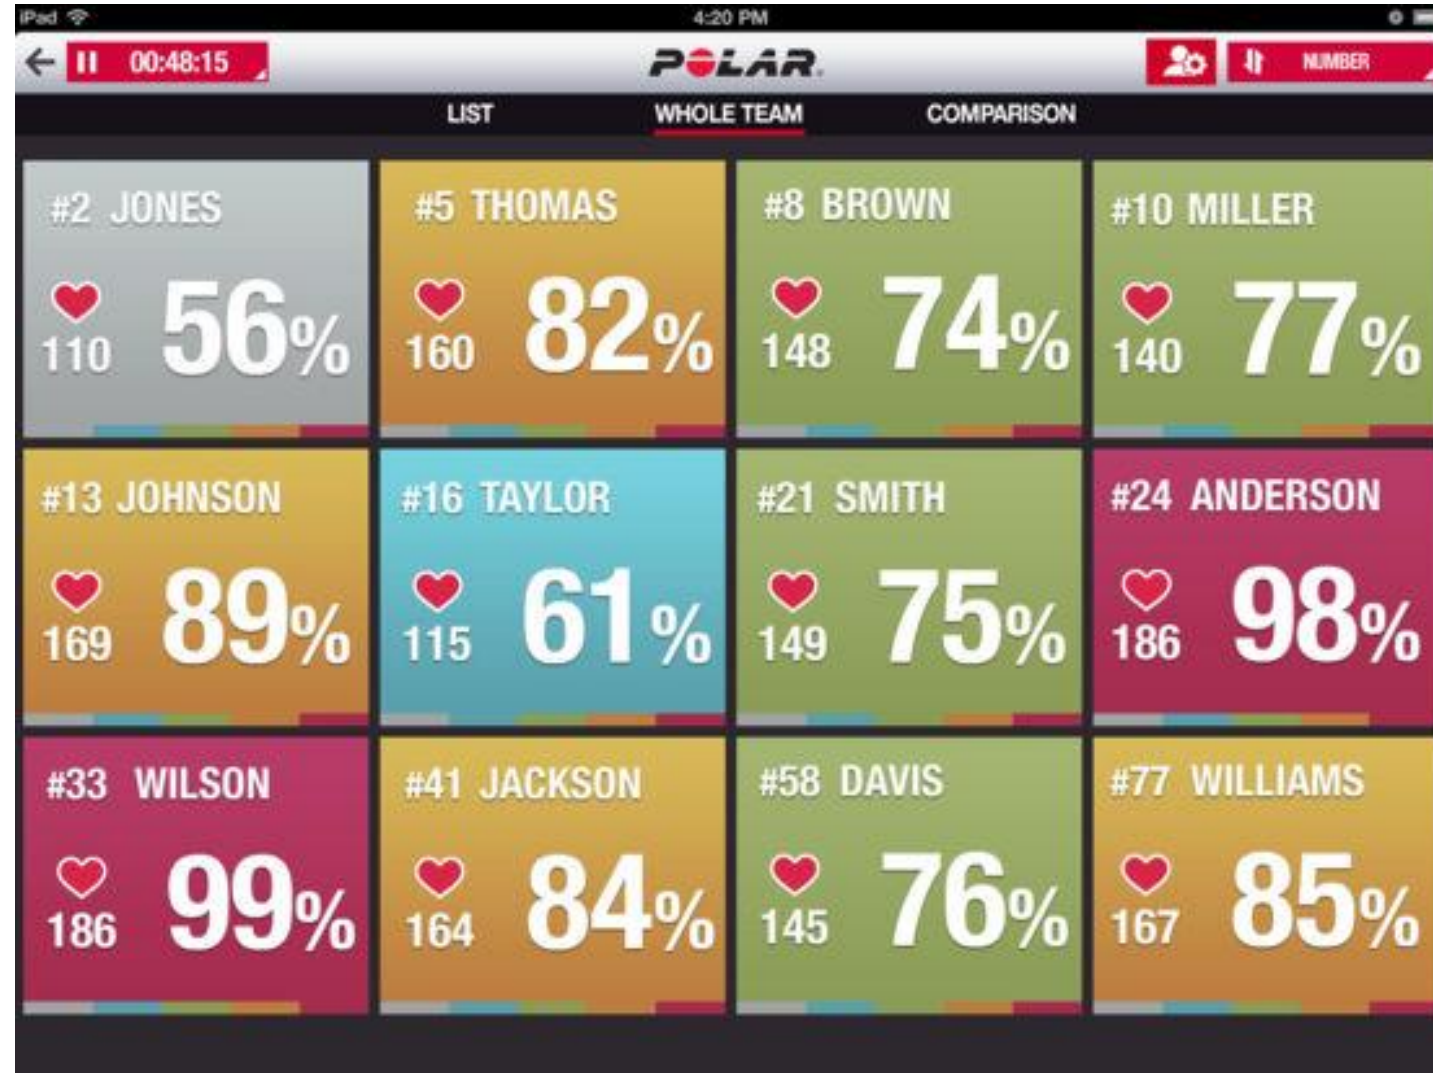 iPad 4:20 PM
00:48:15 POLAR NUMBER
LIST WHOLE TEAM COMPARISON
#2 JONES
110 56%
#5 THOMAS
160 82%
#8 BROWN
148 74%
#10 MILLER
140 77%
#13 JOHNSON
169 89%
#16 TAYLOR
115 61%
#21 SMITH
149 75%
#24 ANDERSON
186 98%
#33 WILSON
186 99%
#41 JACKSON
164 84%
#58 DAVIS
145 76%
#77 WILLIAMS
167 85%